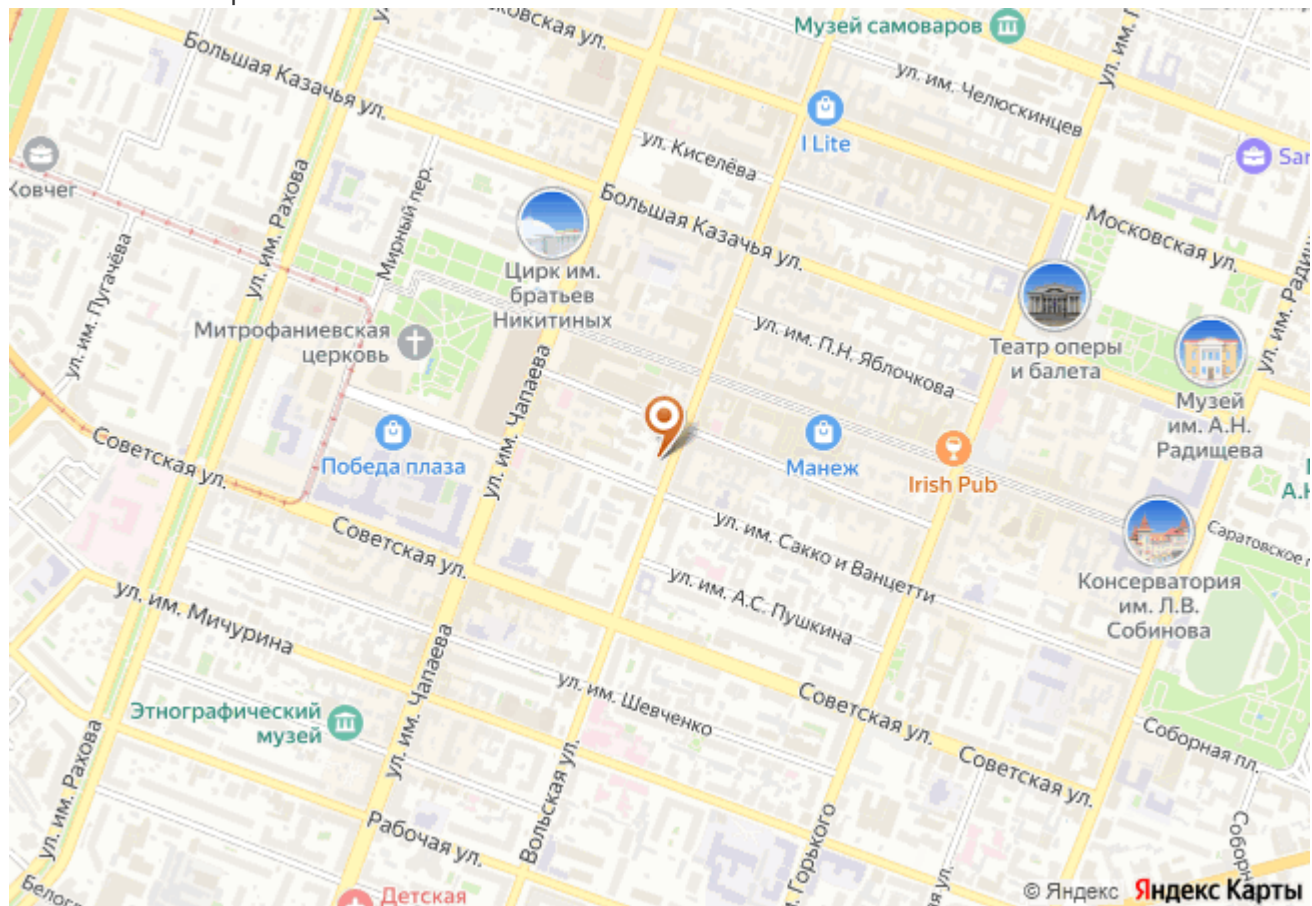 Московская ул.
Музей самоваров
ул. им. Челюскинцев
Большая Казачья ул.
I Lite
ул. Киселёва
Ковчег
Мирный пер.
ул. им. Рахова
Большая Казачья ул.
Московская ул.
ул. им. Пугачёва
Цирк им.
братьев
Никитиных
Митрофаниевская
церковь
ул. им. П.Н. Яблочкова
Театр оперы
и балета
Музей
им. А.Н.
Радищева
ул. им. Чапаева
Победа плаза
Манеж
Irish Pub
Советская ул.
Советская ул.
ул. им. Сакко и Ванцетти
ул. им. А.С. Пушкина
Консерватория
им. Л.В.
Собинова
ул. им. Мичурина
ул. им. Чапаева
ул. им. Шевченко
Советская ул.
Советская ул.
Соборная пл.
Этнографический
музей
ул. им. Рахова
Вольская ул.
Рабочая ул.
Горького
Детская
© Яндекс Яндекс Карты